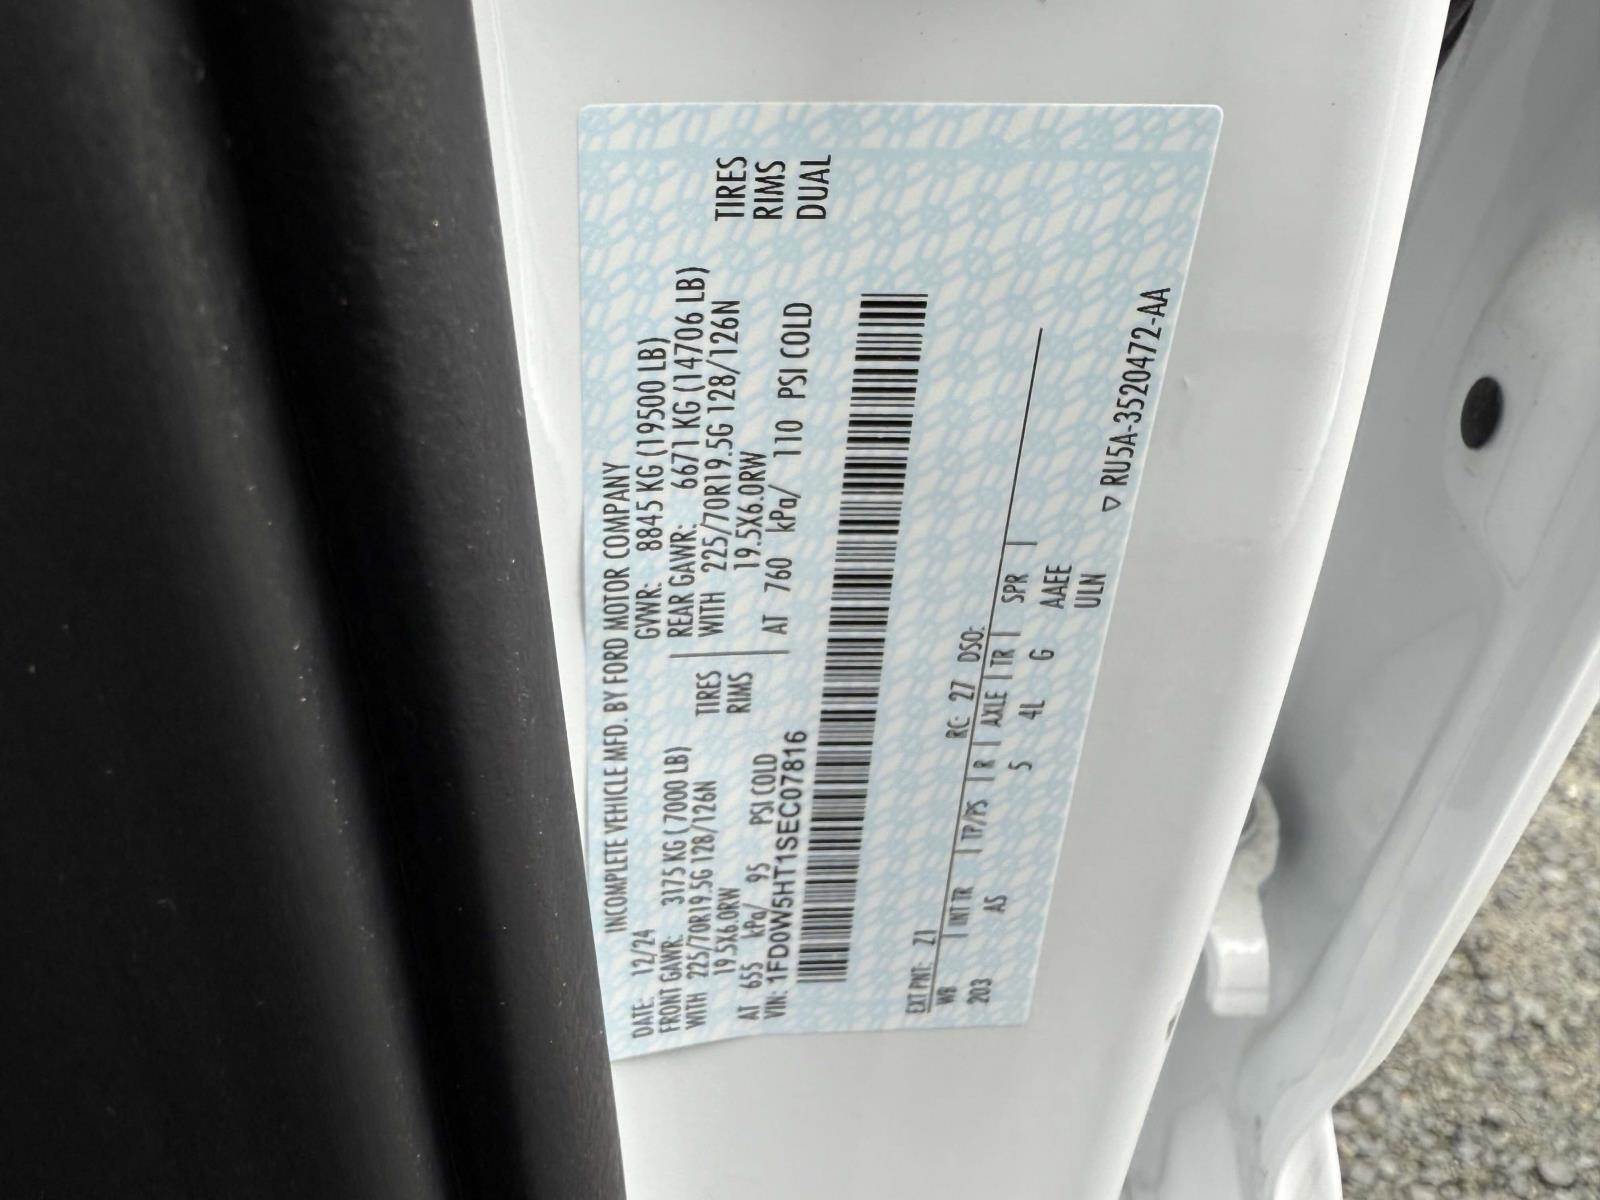 INCOMPLETE VEHICLE MFD. BY FORD MOTOR COMPANY
DATE: 12/24 GVWR: 8845 KG (19500 LB)
FRONT GAWR: 3175 KG (7000 LB) REAR GAWR: 6671 KG (14706 LB)
WITH 225/70R19.5G 128/126N TIRES WITH 225/70R19.5G 128/126N TIRES
19.5X6.0RW RIMS 19.5X6.0RW RIMS
AT 655 kPa/ 95 PSI COLD AT 760 kPa/ 110 PSI COLD DUAL
VIN: 1FD0W5HT1SEC07816
EXT PNT: Z1 RC: 27 DSO:
WB INT TR TP/PS R AXLE TR SPR
203 AS 5 4L G AAEE
ULN
▽ RU5A-3520472-AA